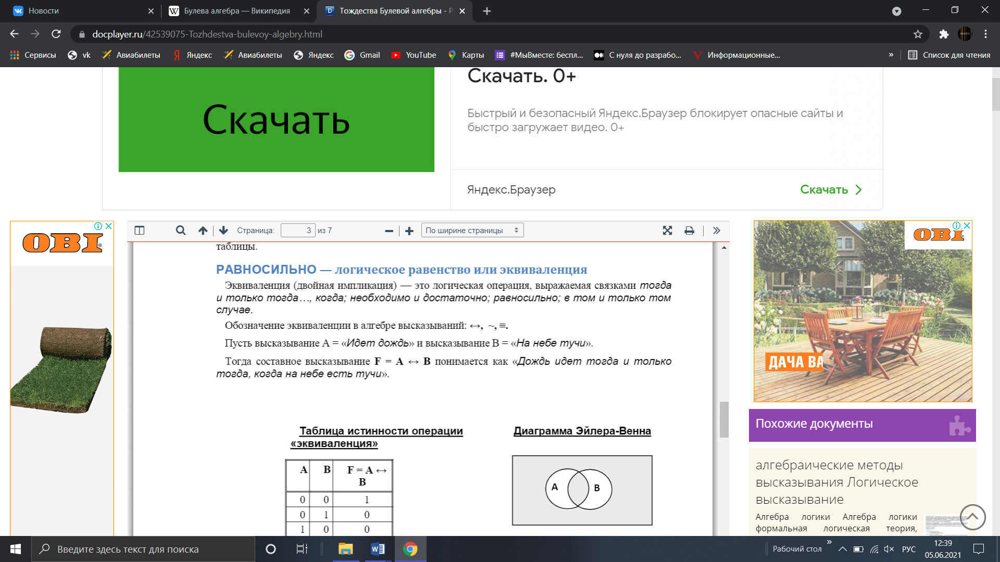 Новости
Булева алгебра — Википедия
Тождества Булевой алгебры - Р
docplayer.ru/42539075-Tozhdestva-bulevoy-algebry.html
Сервисы
vk
Авиабилеты
Яндекс
Авиабилеты
Яндекс
Gmail
YouTube
Карты
#МыВместе: беспл...
С нуля до разрабо...
Информационные...
»
Список для чтения
Скачать
Скачать. 0+
Быстрый и безопасный Яндекс.Браузер блокирует опасные сайты и
быстро загружает видео. 0+
Яндекс.Браузер
Скачать
OBI
Страница: 3 из 7
По ширине страницы
таблицы.
РАВНОСИЛЬНО — логическое равенство или эквиваленция
Эквиваленция (двойная импликация) — это логическая операция, выражаемая связками тогда
и только тогда…, когда; необходимо и достаточно; равносильно; в том и только том
случае.
Обозначение эквиваленции в алгебре высказываний: ↔, ~, ≡.
Пусть высказывание A = «Идет дождь» и высказывание B = «На небе тучи».
Тогда составное высказывание F = A ↔ B понимается как «Дождь идет тогда и только
тогда, когда на небе есть тучи».
Таблица истинности операции
«эквиваленция»
A B F = A ↔
B
0 0 1
0 1 0
1 0 0
Диаграмма Эйлера-Венна
A B
OBI
ДАЧА ВА
Похожие документы
алгебраические методы
высказывания Логическое
высказывание
Алгебра логики Алгебра логики
формальная логическая теория,
Введите здесь текст для поиска
Рабочий стол
»
РУС
12:39
05.06.2021